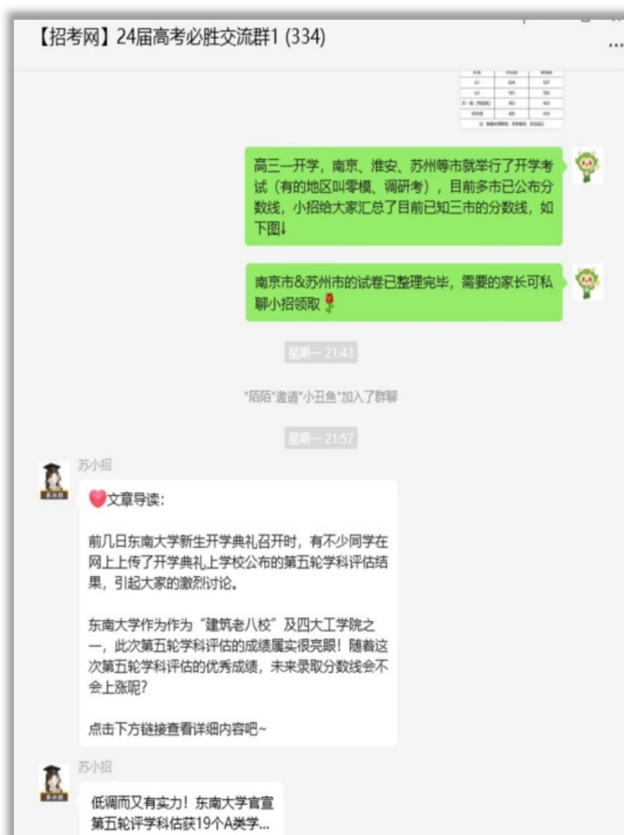 【招考网】24届高考必胜交流群1 (334)
...
高三一开学，南京、淮安、苏州等市就举行了开学考
试（有的地区叫零模、调研考），目前多市已公布分
数线，小招给大家汇总了目前已知三市的分数线，如
下图↓
南京市&苏州市的试卷已整理完毕，需要的家长可私
聊小招领取🌹
星期一 21:43
"陌陌"邀请"小丑鱼"加入了群聊
星期一 21:57
苏小招
❤️文章导读：
前几日东南大学新生开学典礼召开时，有不少同学在
网上上传了开学典礼上学校公布的第五轮学科评估结
果，引起大家的激烈讨论。
东南大学作为作为“建筑老八校”及四大工学院之
一，此次第五轮学科评估的成绩属实很亮眼！随着这
次第五轮学科评估的优秀成绩，未来录取分数线会不
会上涨呢？
点击下方链接查看详细内容吧~
苏小招
低调而又有实力！东南大学官宣
第五轮评学科估获19个A类学...